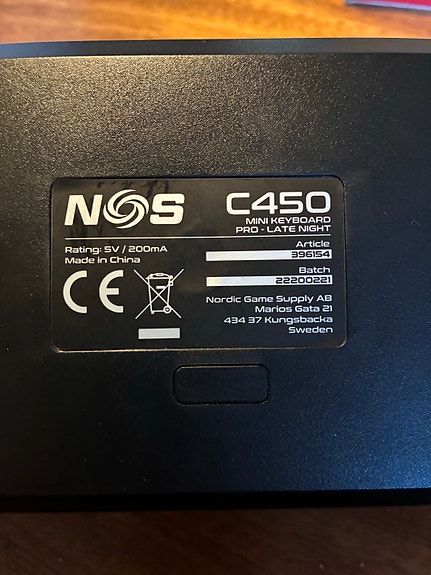 NOS
C450
MINI KEYBOARD
PRO - LATE NIGHT
Rating: 5V / 200mA
Made in China
CE
Article
396154
Batch
22200221
Nordic Game Supply AB
Marios Gata 21
434 37 Kungsbacka
Sweden